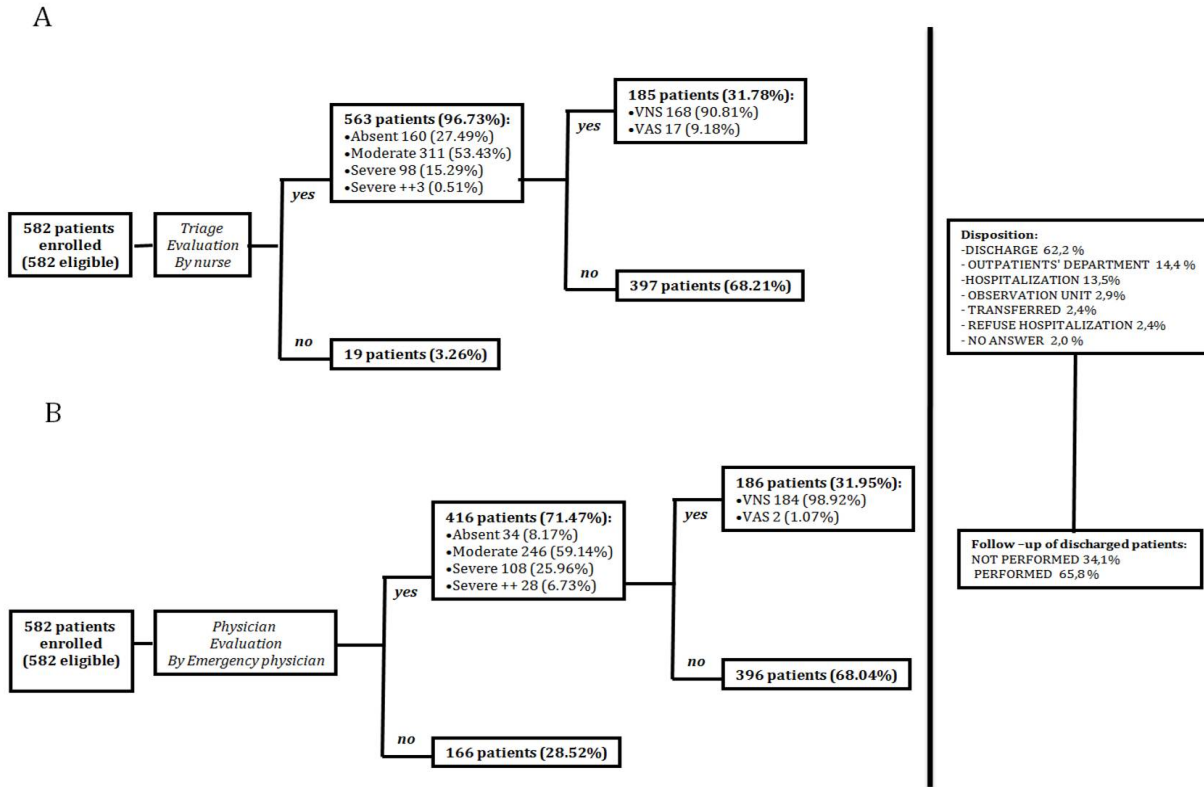 A
582 patients
enrolled
(582 eligible)
Triage
Evaluation
By nurse
yes
563 patients (96.73%):
•Absent 160 (27.49%)
•Moderate 311 (53.43%)
•Severe 98 (15.29%)
•Severe ++3 (0.51%)
yes
185 patients (31.78%):
•VNS 168 (90.81%)
•VAS 17 (9.18%)
no
397 patients (68.21%)
no
19 patients (3.26%)
B
582 patients
enrolled
(582 eligible)
Physician
Evaluation
By Emergency physician
yes
416 patients (71.47%):
•Absent 34 (8.17%)
•Moderate 246 (59.14%)
•Severe 108 (25.96%)
•Severe ++ 28 (6.73%)
yes
186 patients (31.95%):
•VNS 184 (98.92%)
•VAS 2 (1.07%)
no
396 patients (68.04%)
no
166 patients (28.52%)
Disposition:
-DISCHARGE 62,2 %
- OUTPATIENTS' DEPARTMENT 14,4 %
-HOSPITALIZATION 13,5%
- OBSERVATION UNIT 2,9%
- TRANSFERRED 2,4%
- REFUSE HOSPITALIZATION 2,4%
- NO ANSWER 2,0 %
Follow –up of discharged patients:
NOT PERFORMED 34,1%
PERFORMED 65,8 %